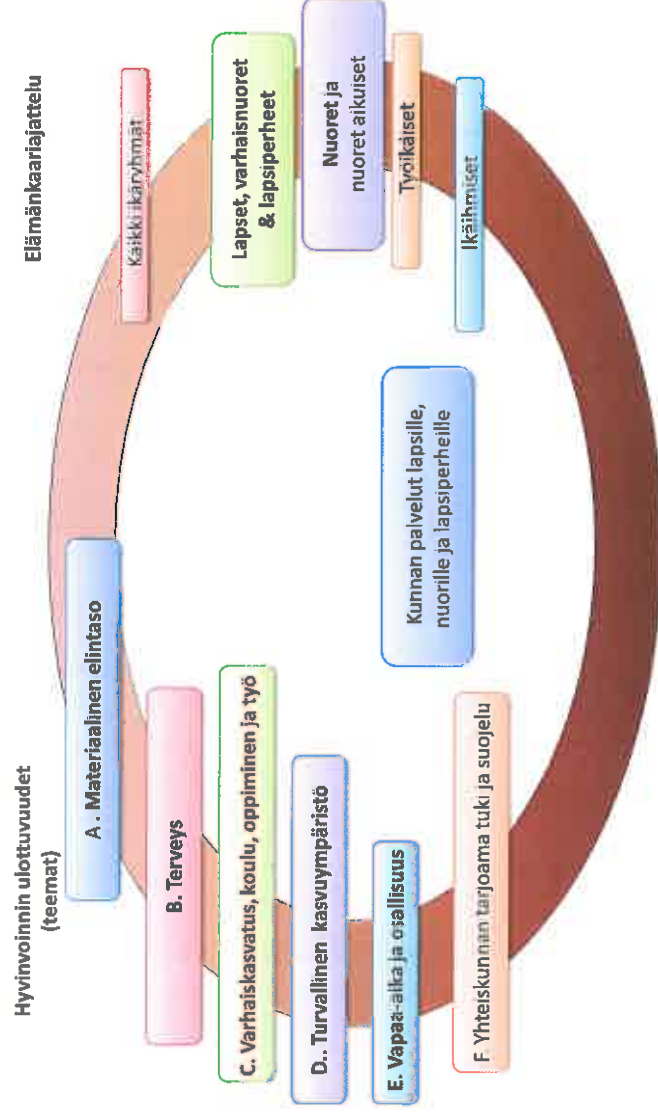 Hyvinvoinnin ulottuvuudet
(teemat)
A . Materiaalinen elintaso
B. Terveys
C. Varhaiskasvatus, koulu, oppiminen ja työ
D.. Turvallinen kasvuympäristö
E. Vapaa-aika ja osallisuus
F Yhteiskunnan tarjoama tuki ja suojelu
Kunnan palvelut lapsille,
nuorille ja lapsiperheille
Elämänkaariajattelu
Kaikki ikäryhmät
Lapset, varhaisnuoret
& lapsiperheet
Nuoret ja
nuoret aikuiset
Työikäiset
Ikäihmiset